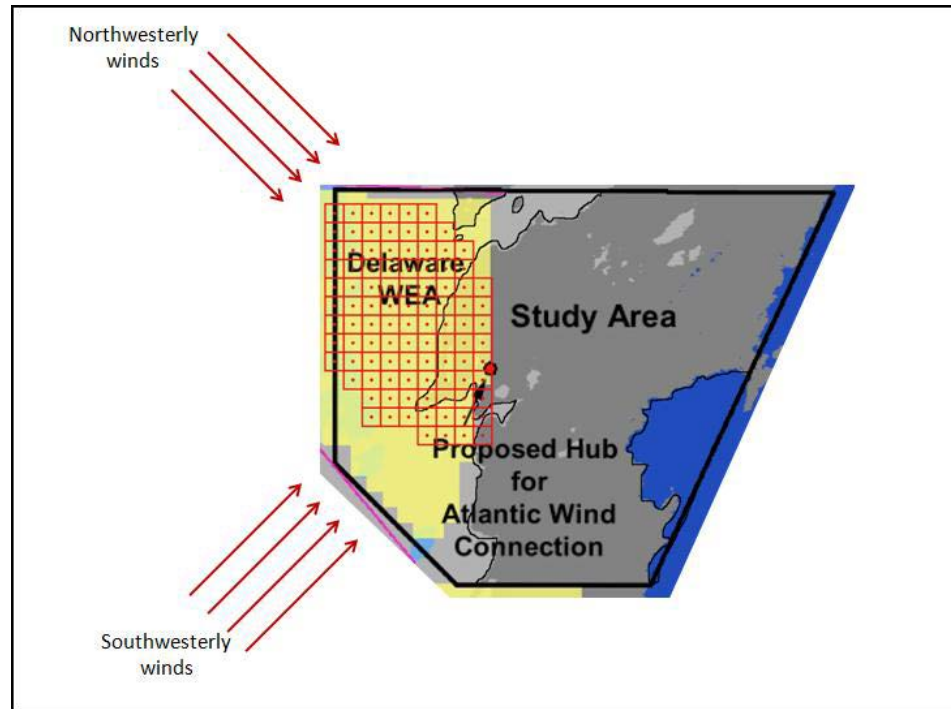 Northwesterly
winds
Delaware
WEA
Study Area
Proposed Hub
for
Atlantic Wind
Connection
Southwesterly
winds